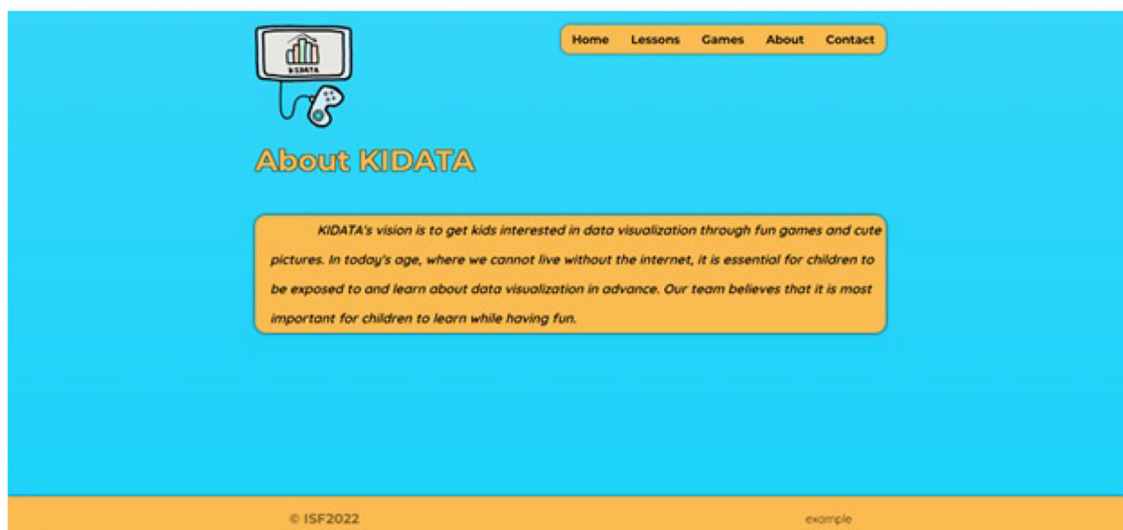 KIDATA
Home Lessons Games About Contact
About KIDATA
KIDATA's vision is to get kids interested in data visualization through fun games and cute
pictures. In today's age, where we cannot live without the internet, it is essential for children to
be exposed to and learn about data visualization in advance. Our team believes that it is most
important for children to learn while having fun.
© ISF2022
example